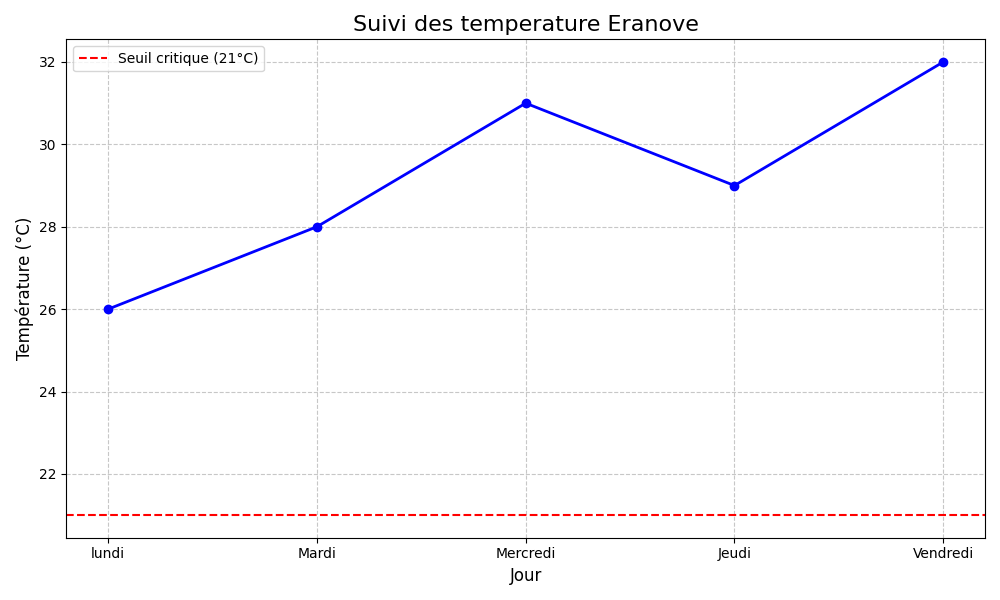 Suivi des temperature Eranove
Seuil critique (21°C)
Température (°C)
32
30
28
26
24
22
lundi Mardi Mercredi Jeudi Vendredi
Jour